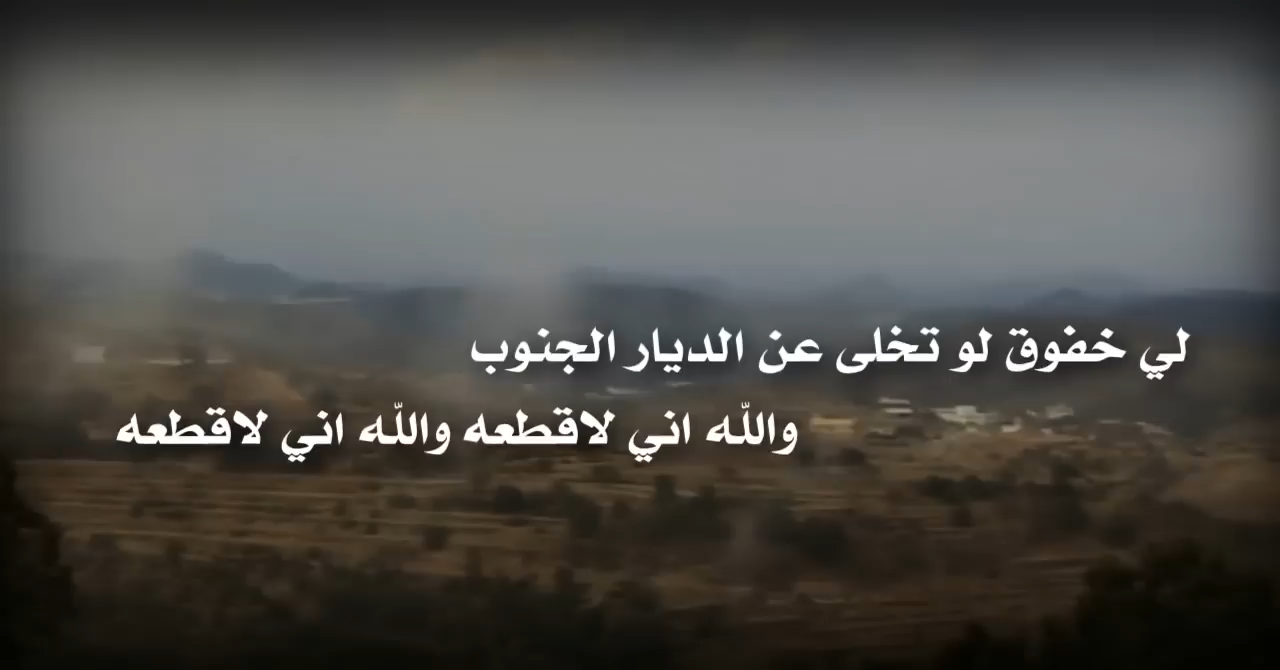 لي خفوق لو تخلى عن الديار الجنوب
والله اني لاقطعه والله اني لاقطعه